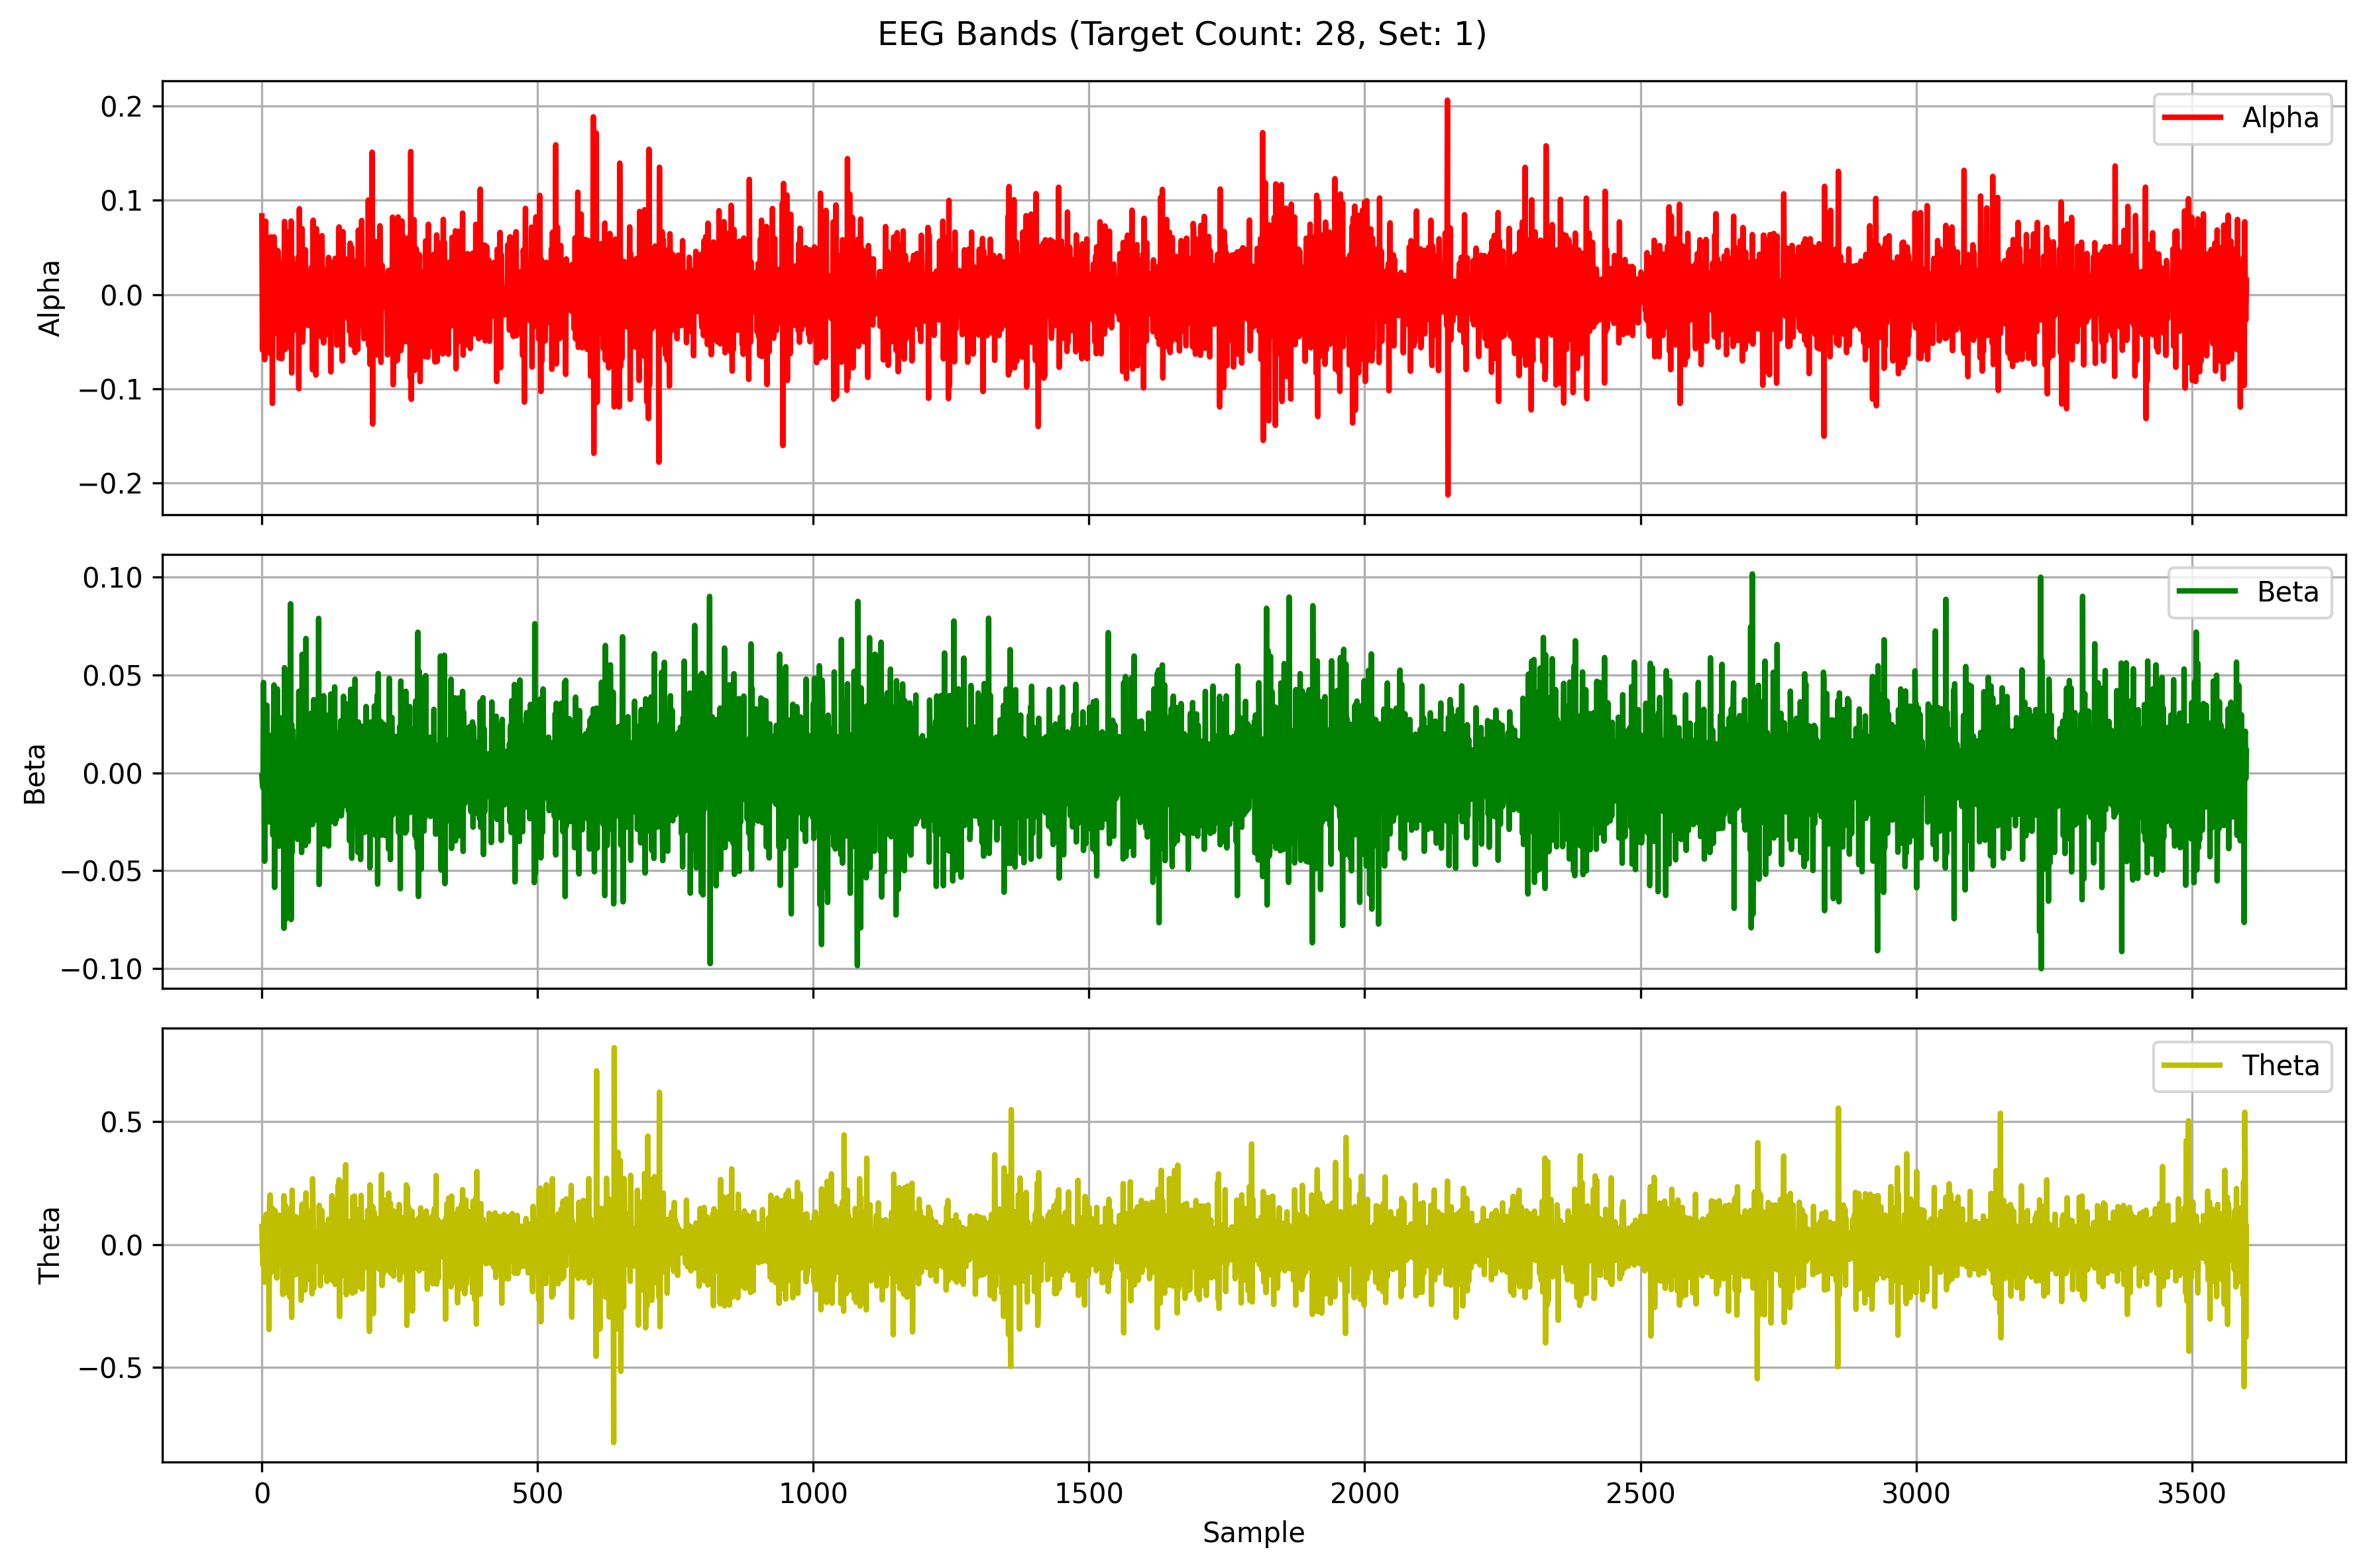 EEG Bands (Target Count: 28, Set: 1)
Alpha
0.2
0.1
0.0
−0.1
−0.2
Alpha
Beta
0.10
0.05
0.00
−0.05
−0.10
Beta
Theta
0.5
0.0
−0.5
Theta
0 500 1000 1500 2000 2500 3000 3500
Sample